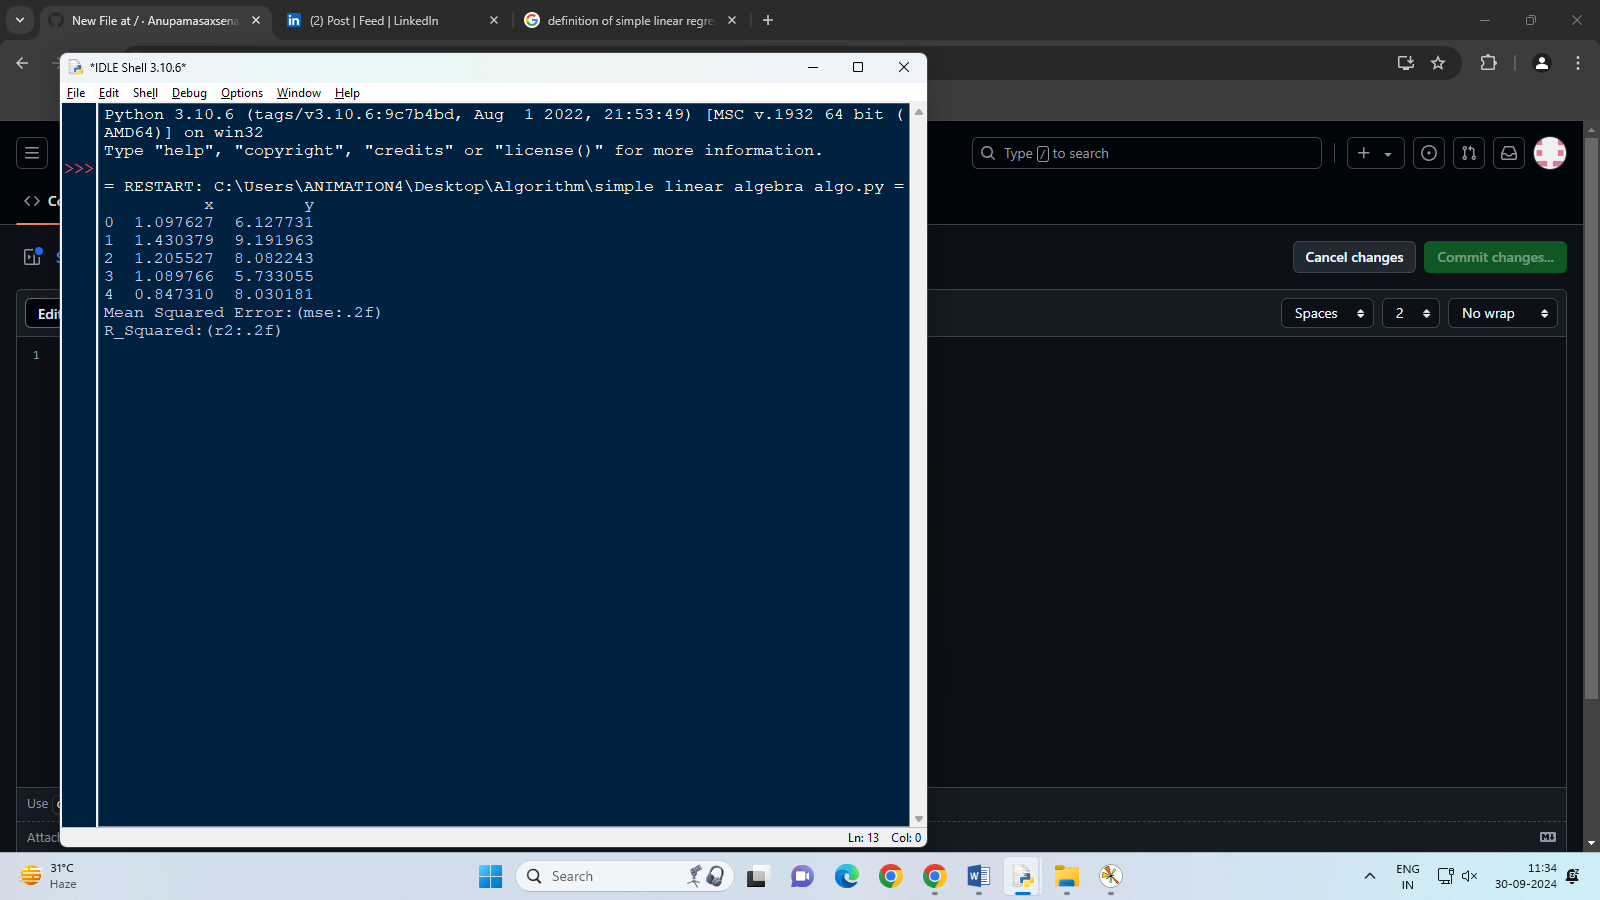 New File at / · Anupamasaxsena
(2) Post | Feed | LinkedIn
definition of simple linear regre
*IDLE Shell 3.10.6*
File Edit Shell Debug Options Window Help
Python 3.10.6 (tags/v3.10.6:9c7b4bd, Aug  1 2022, 21:53:49) [MSC v.1932 64 bit (
AMD64)] on win32
Type "help", "copyright", "credits" or "license()" for more information.
>>>
= RESTART: C:\Users\ANIMATION4\Desktop\Algorithm\simple linear algebra algo.py =
x y
0 1.097627 6.127731
1 1.430379 9.191963
2 1.205527 8.082243
3 1.089766 5.733055
4 0.847310 8.030181
Mean Squared Error:(mse:.2f)
R_Squared:(r2:.2f)
Ln: 13 Col: 0
Type / to search
Cancel changes
Commit changes...
Edit
Spaces
2
No wrap
1
Use
Attac
31°C
Haze
Search
ENG
IN
11:34
30-09-2024